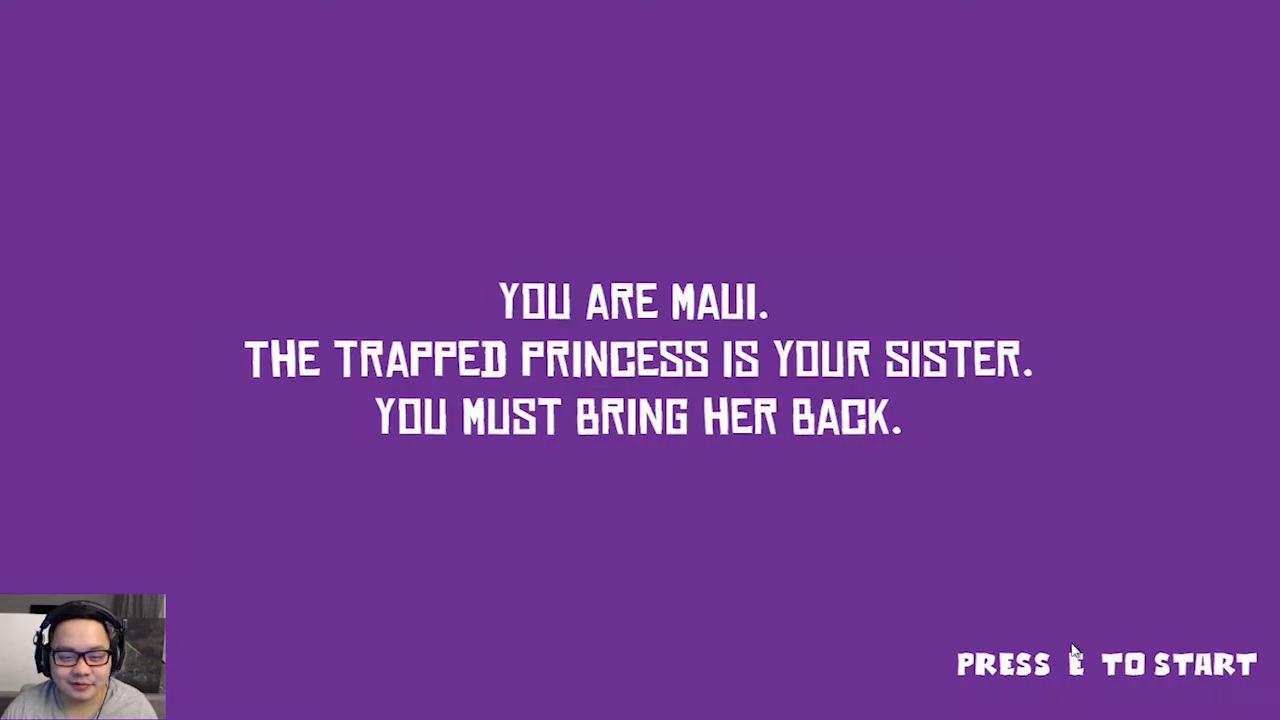 YOU ARE MAUI.
THE TRAPPED PRINCESS IS YOUR SISTER.
YOU MUST BRING HER BACK.
PRESS E TO START